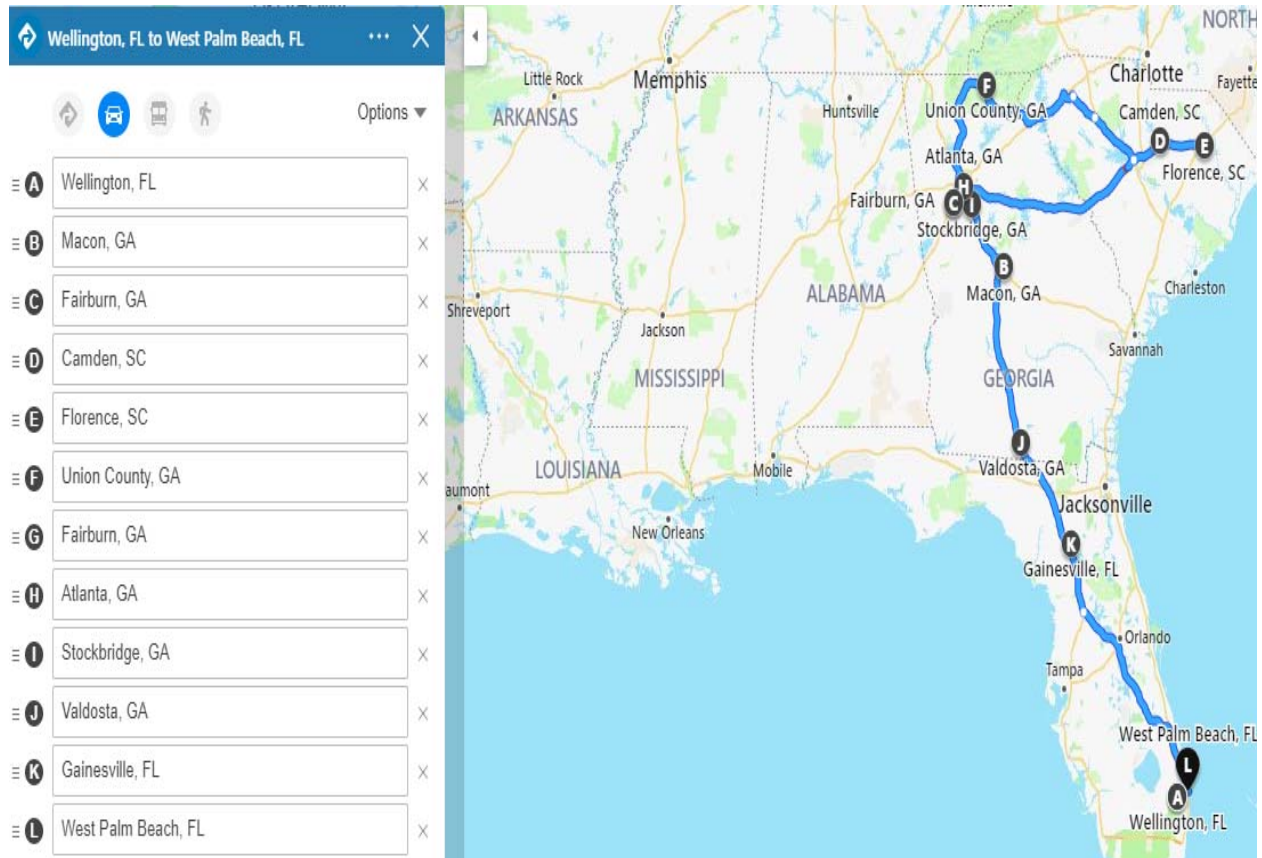 Wellington, FL to West Palm Beach, FL
Options
A Wellington, FL
B Macon, GA
C Fairburn, GA
D Camden, SC
E Florence, SC
F Union County, GA
G Fairburn, GA
H Atlanta, GA
I Stockbridge, GA
J Valdosta, GA
K Gainesville, FL
L West Palm Beach, FL
NORTH
Charlotte
Little Rock
Memphis
Fayette
F
ARKANSAS
Huntsville
Union County, GA
Camden, SC
D
E
Atlanta, GA
Florence, SC
H
Fairburn, GA
C
I
Stockbridge, GA
B
ALABAMA
Macon, GA
Charleston
Shreveport
Jackson
Savannah
MISSISSIPPI
GEORGIA
J
LOUISIANA
Mobile
Valdosta, GA
aumont
Jacksonville
New Orleans
K
Gainesville, FL
Orlando
Tampa
West Palm Beach, FL
L
A
Wellington, FL